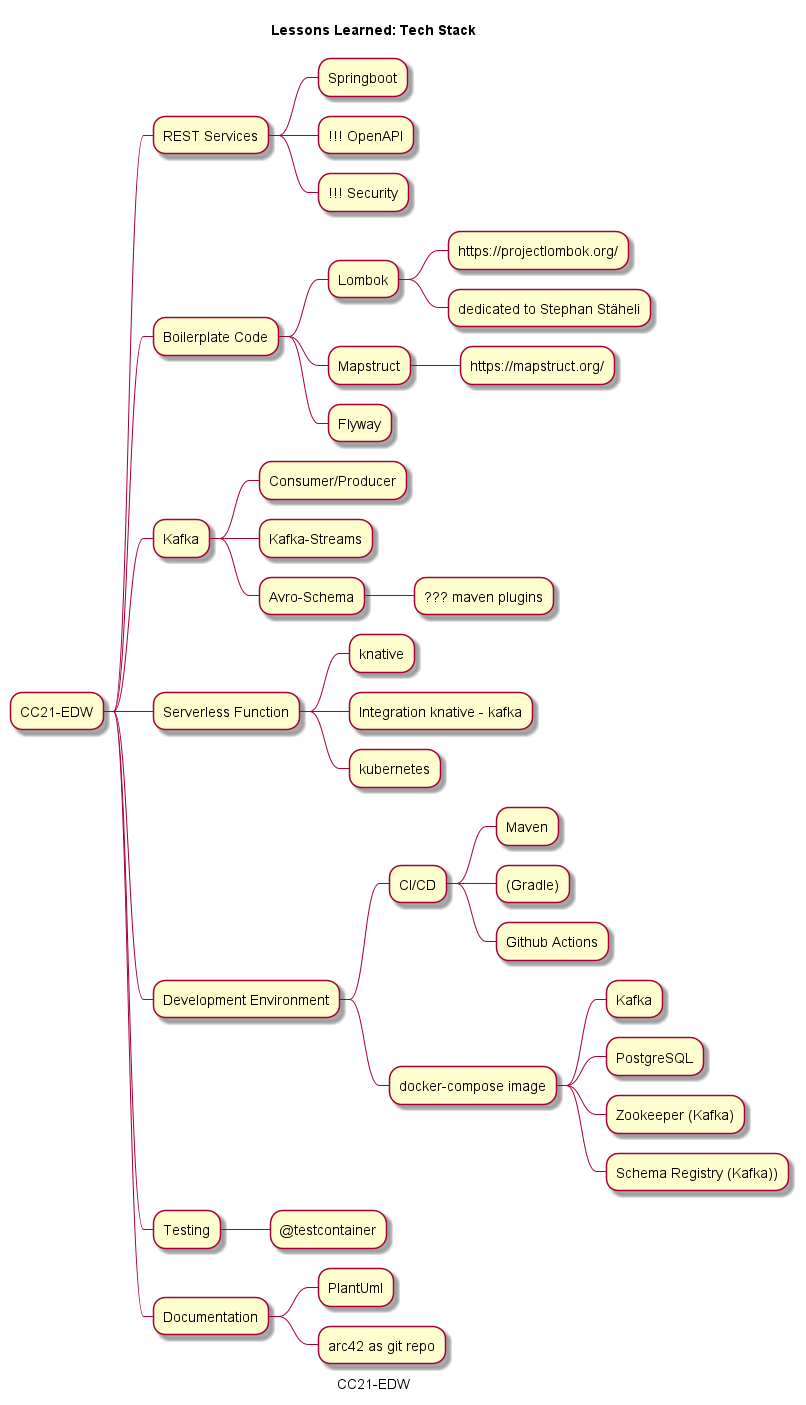 Lessons Learned: Tech Stack
CC21-EDW
REST Services
Springboot
!!! OpenAPI
!!! Security
Boilerplate Code
Lombok
https://projectlombok.org/
dedicated to Stephan Stäheli
Mapstruct
https://mapstruct.org/
Flyway
Kafka
Consumer/Producer
Kafka-Streams
Avro-Schema
??? maven plugins
Serverless Function
knative
Integration knative - kafka
kubernetes
Development Environment
CI/CD
Maven
(Gradle)
Github Actions
docker-compose image
Kafka
PostgreSQL
Zookeeper (Kafka)
Schema Registry (Kafka))
Testing
@testcontainer
Documentation
PlantUml
arc42 as git repo
CC21-EDW